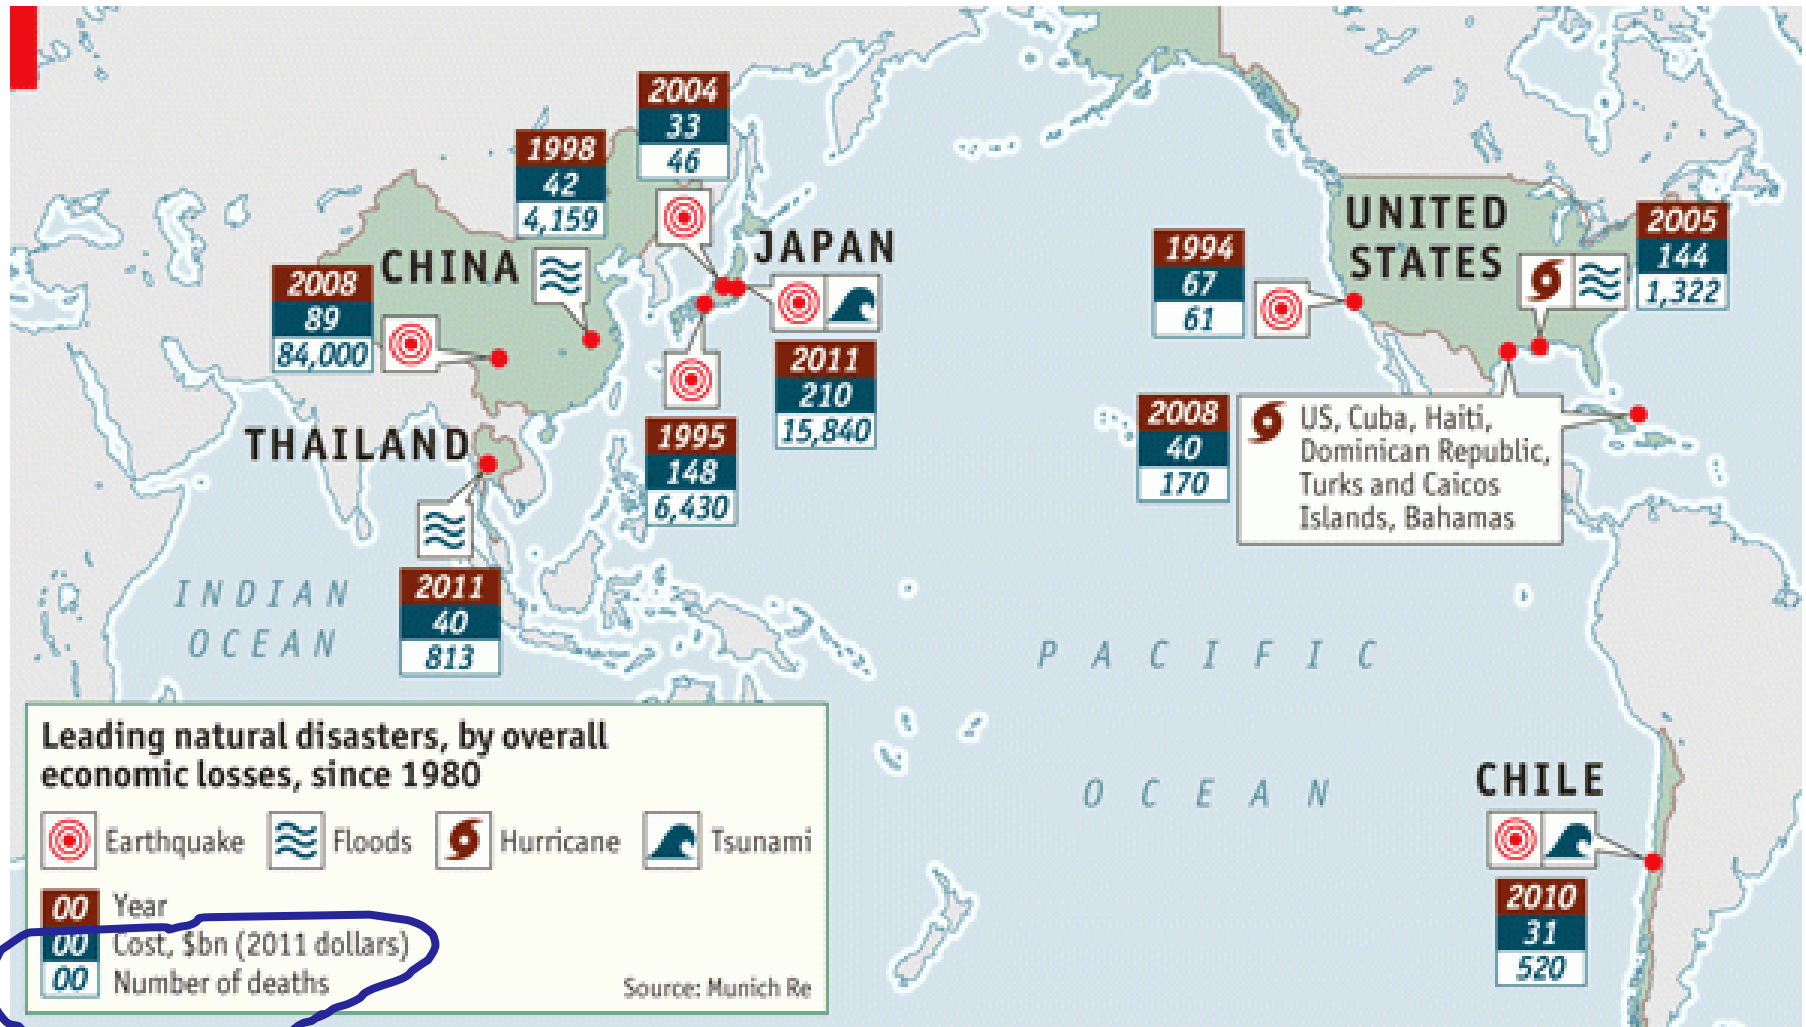 2004
33
46
1998
42
4,159
CHINA
JAPAN
2008
89
84,000
2011
210
15,840
1995
148
6,430
THAILAND
2011
40
813
INDIAN
OCEAN
UNITED
STATES
2005
144
1,322
1994
67
61
2008
40
170
US, Cuba, Haiti,
Dominican Republic,
Turks and Caicos
Islands, Bahamas
PACIFIC
OCEAN
CHILE
2010
31
520
Leading natural disasters, by overall
economic losses, since 1980
Earthquake Floods Hurricane Tsunami
00 Year
00 Cost, $bn (2011 dollars)
00 Number of deaths
Source: Munich Re